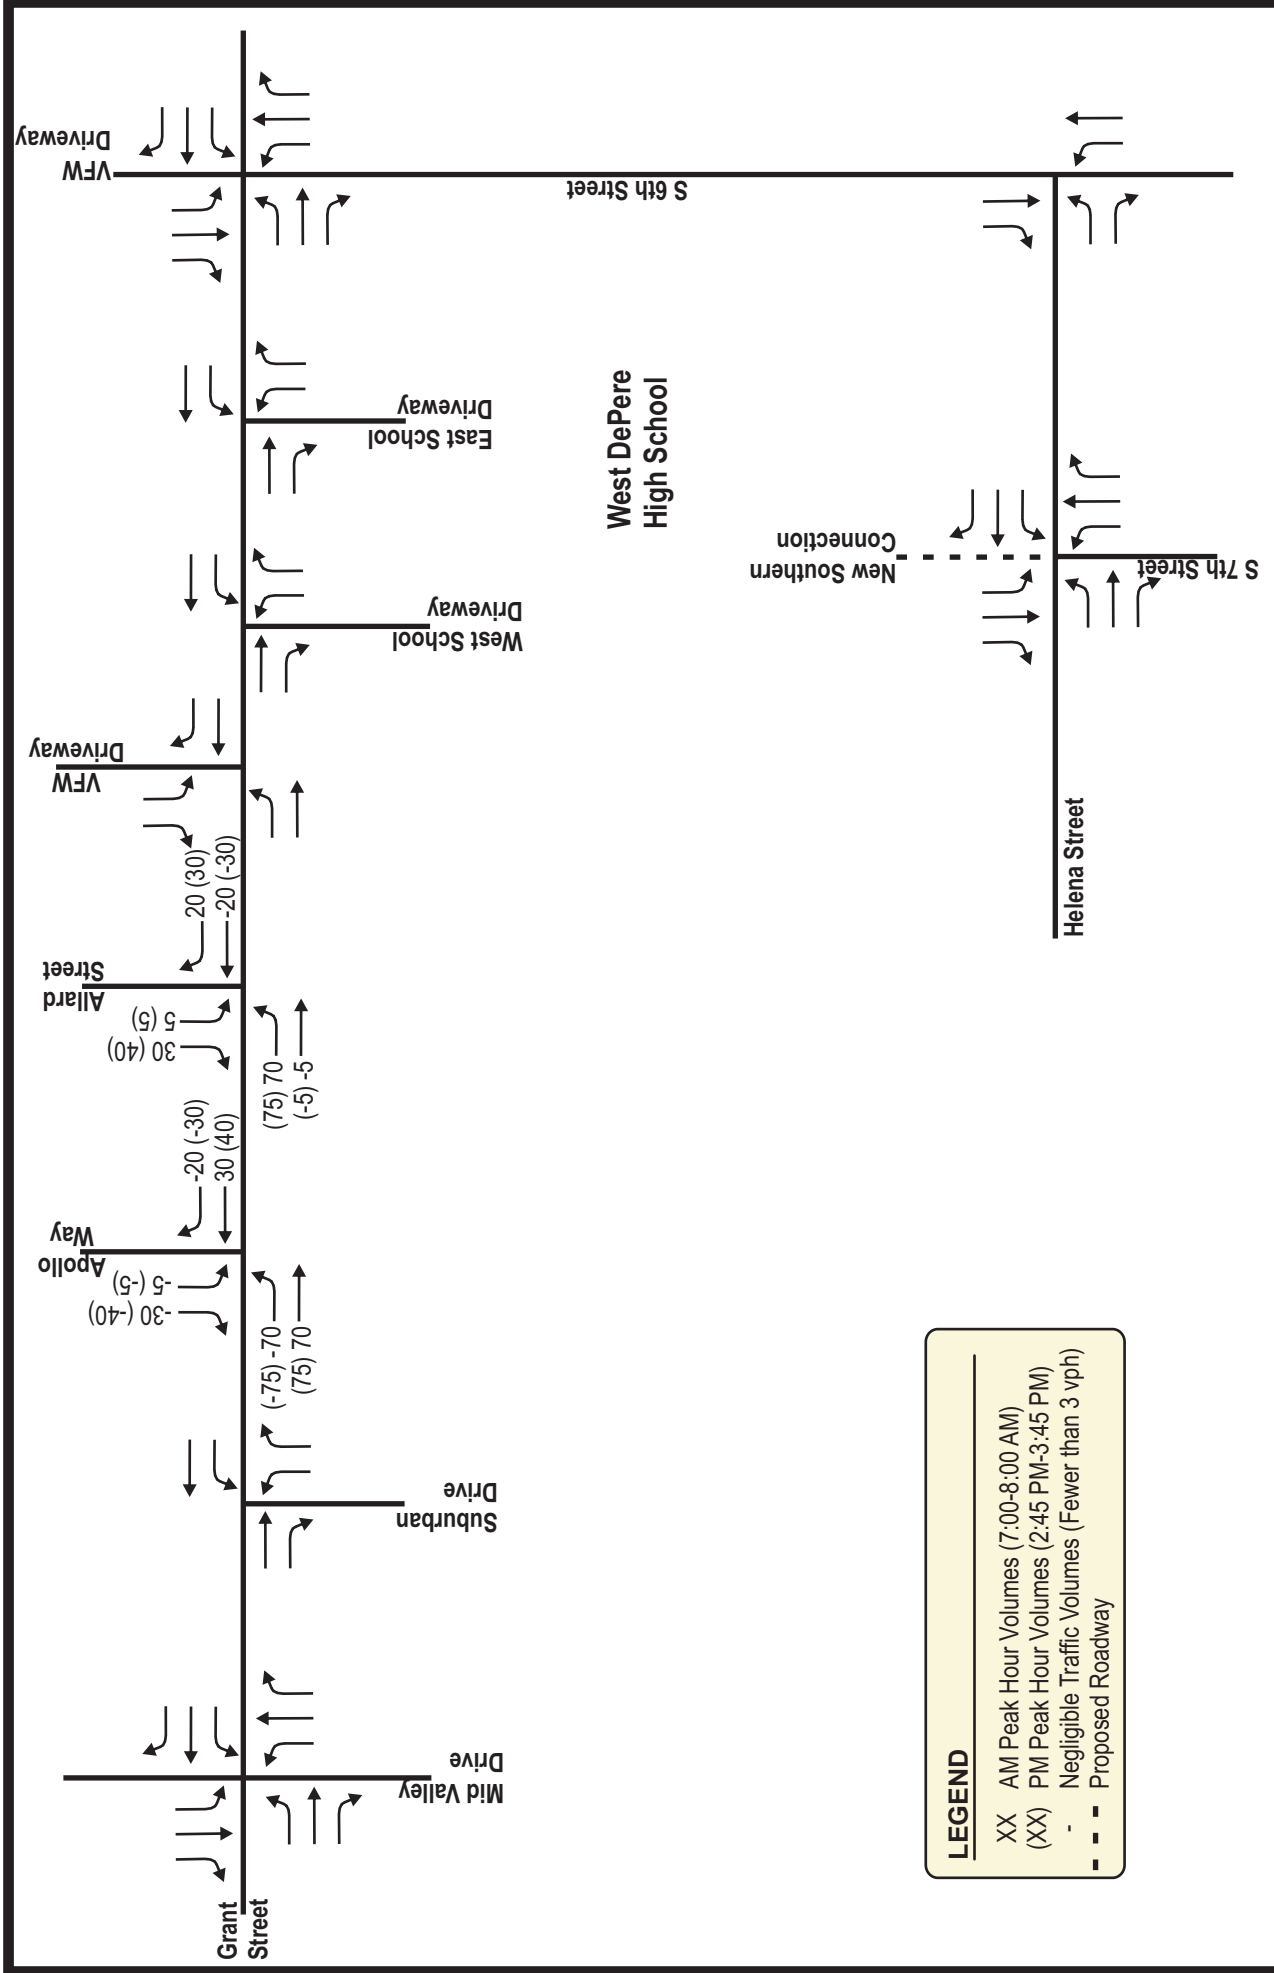 VFW
Driveway
S 6th Street
East School
Driveway
West DePere
High School
New Southern
Connection
S 7th Street
West School
Driveway
VFW
Driveway
Helena Street
20 (30)
-20 (-30)
Allard
Street
5 (5)
30 (40)
(75) 70
(-5) -5
-20 (-30)
30 (40)
Apollo
Way
-5 (-5)
-30 (-40)
(-75) -70
(75) 70
Suburban
Drive
Mid Valley
Drive
Grant
Street
LEGEND
XX AM Peak Hour Volumes (7:00-8:00 AM)
(XX) PM Peak Hour Volumes (2:45 PM-3:45 PM)
- Negligible Traffic Volumes (Fewer than 3 vph)
Proposed Roadway